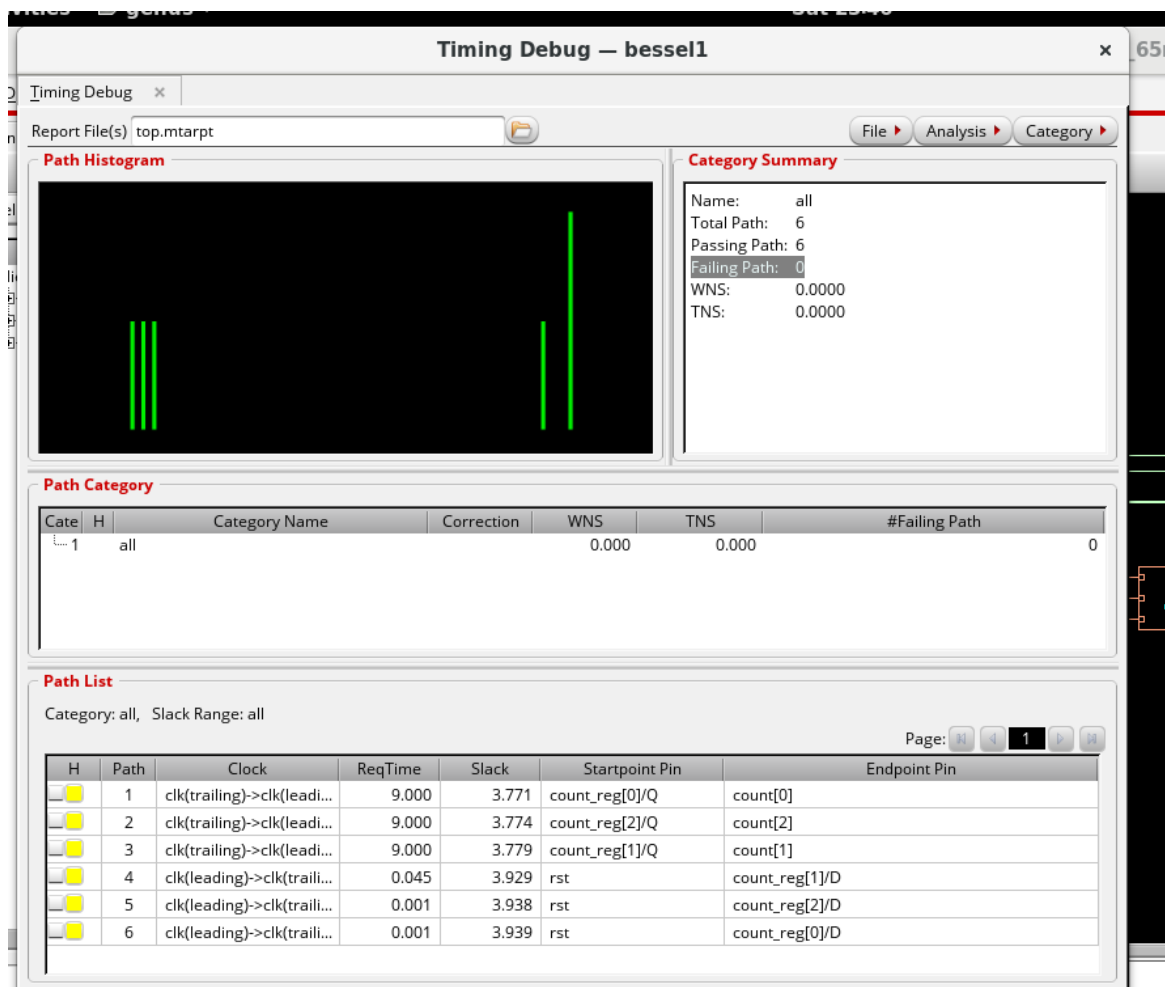 Timing Debug — bessel1 ×
Timing Debug ×
Report File(s) top.mtarpt File Analysis Category
Path Histogram
Category Summary
Name: all
Total Path: 6
Passing Path: 6
Failing Path: 0
WNS: 0.0000
TNS: 0.0000
Path Category
Cate H Category Name Correction WNS TNS #Failing Path
1 all 0.000 0.000 0
Path List
Category: all, Slack Range: all
Page: 1
H Path Clock ReqTime Slack Startpoint Pin Endpoint Pin
1 clk(trailing)->clk(leadi... 9.000 3.771 count_reg[0]/Q count[0]
2 clk(trailing)->clk(leadi... 9.000 3.774 count_reg[2]/Q count[2]
3 clk(trailing)->clk(leadi... 9.000 3.779 count_reg[1]/Q count[1]
4 clk(leading)->clk(traili... 0.045 3.929 rst count_reg[1]/D
5 clk(leading)->clk(traili... 0.001 3.938 rst count_reg[2]/D
6 clk(leading)->clk(traili... 0.001 3.939 rst count_reg[0]/D